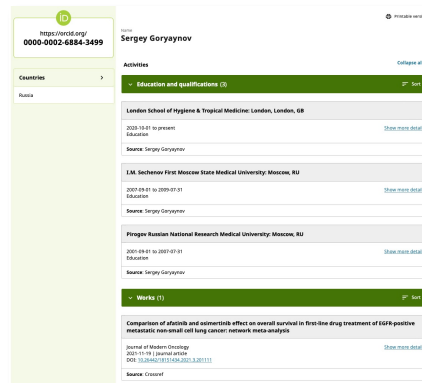 iD
https://orcid.org/
0000-0002-6884-3499
Countries
Russia
Name
Sergey Goryaynov
Activities
Collapse al
Education and qualifications (3)
Sort
London School of Hygiene & Tropical Medicine: London, London, GB
2020-10-01 to present
Show more detail
Education
Source: Sergey Goryaynov
I.M. Sechenov First Moscow State Medical University: Moscow, RU
2007-09-01 to 2009-07-31
Show more detail
Education
Source: Sergey Goryaynov
Pirogov Russian National Research Medical University: Moscow, RU
2001-09-01 to 2007-07-31
Show more detail
Education
Source: Sergey Goryaynov
Works (1)
Sort
Comparison of afatinib and osimertinib effect on overall survival in first-line drug treatment of EGFR-positive
metastatic non-small cell lung cancer: network meta-analysis
Journal of Modern Oncology
Show more detail
2021-11-19 | journal article
DOI: 10.26442/18151434.2021.3.201111
Source: Crossref